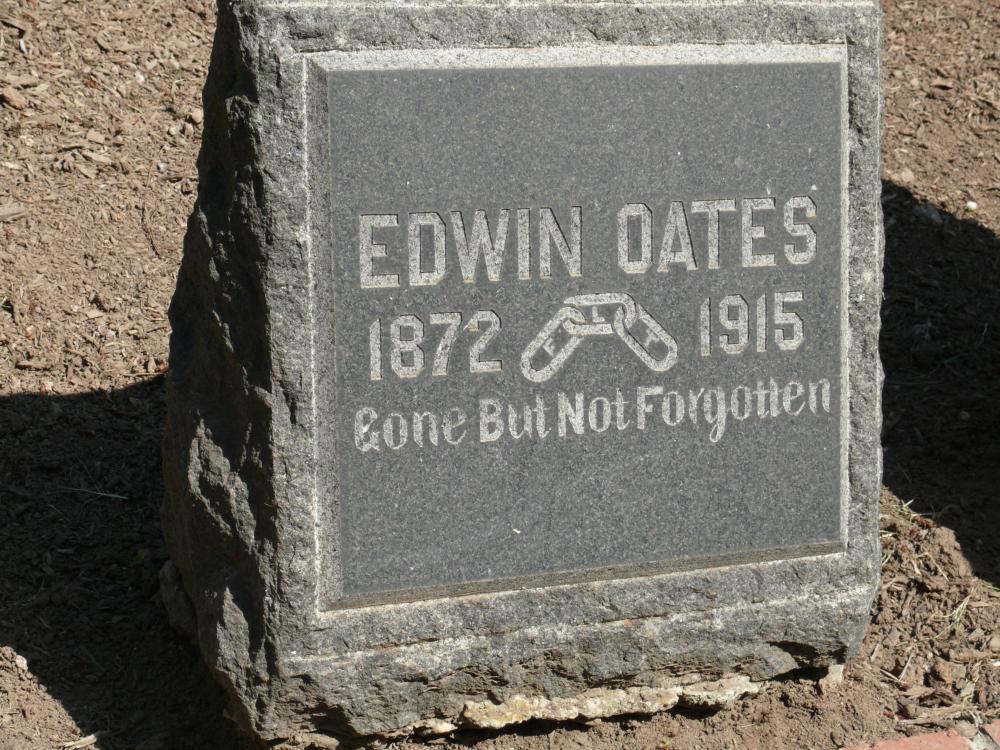 EDWIN OATES
1872 F L T 1915
Gone But Not Forgotten